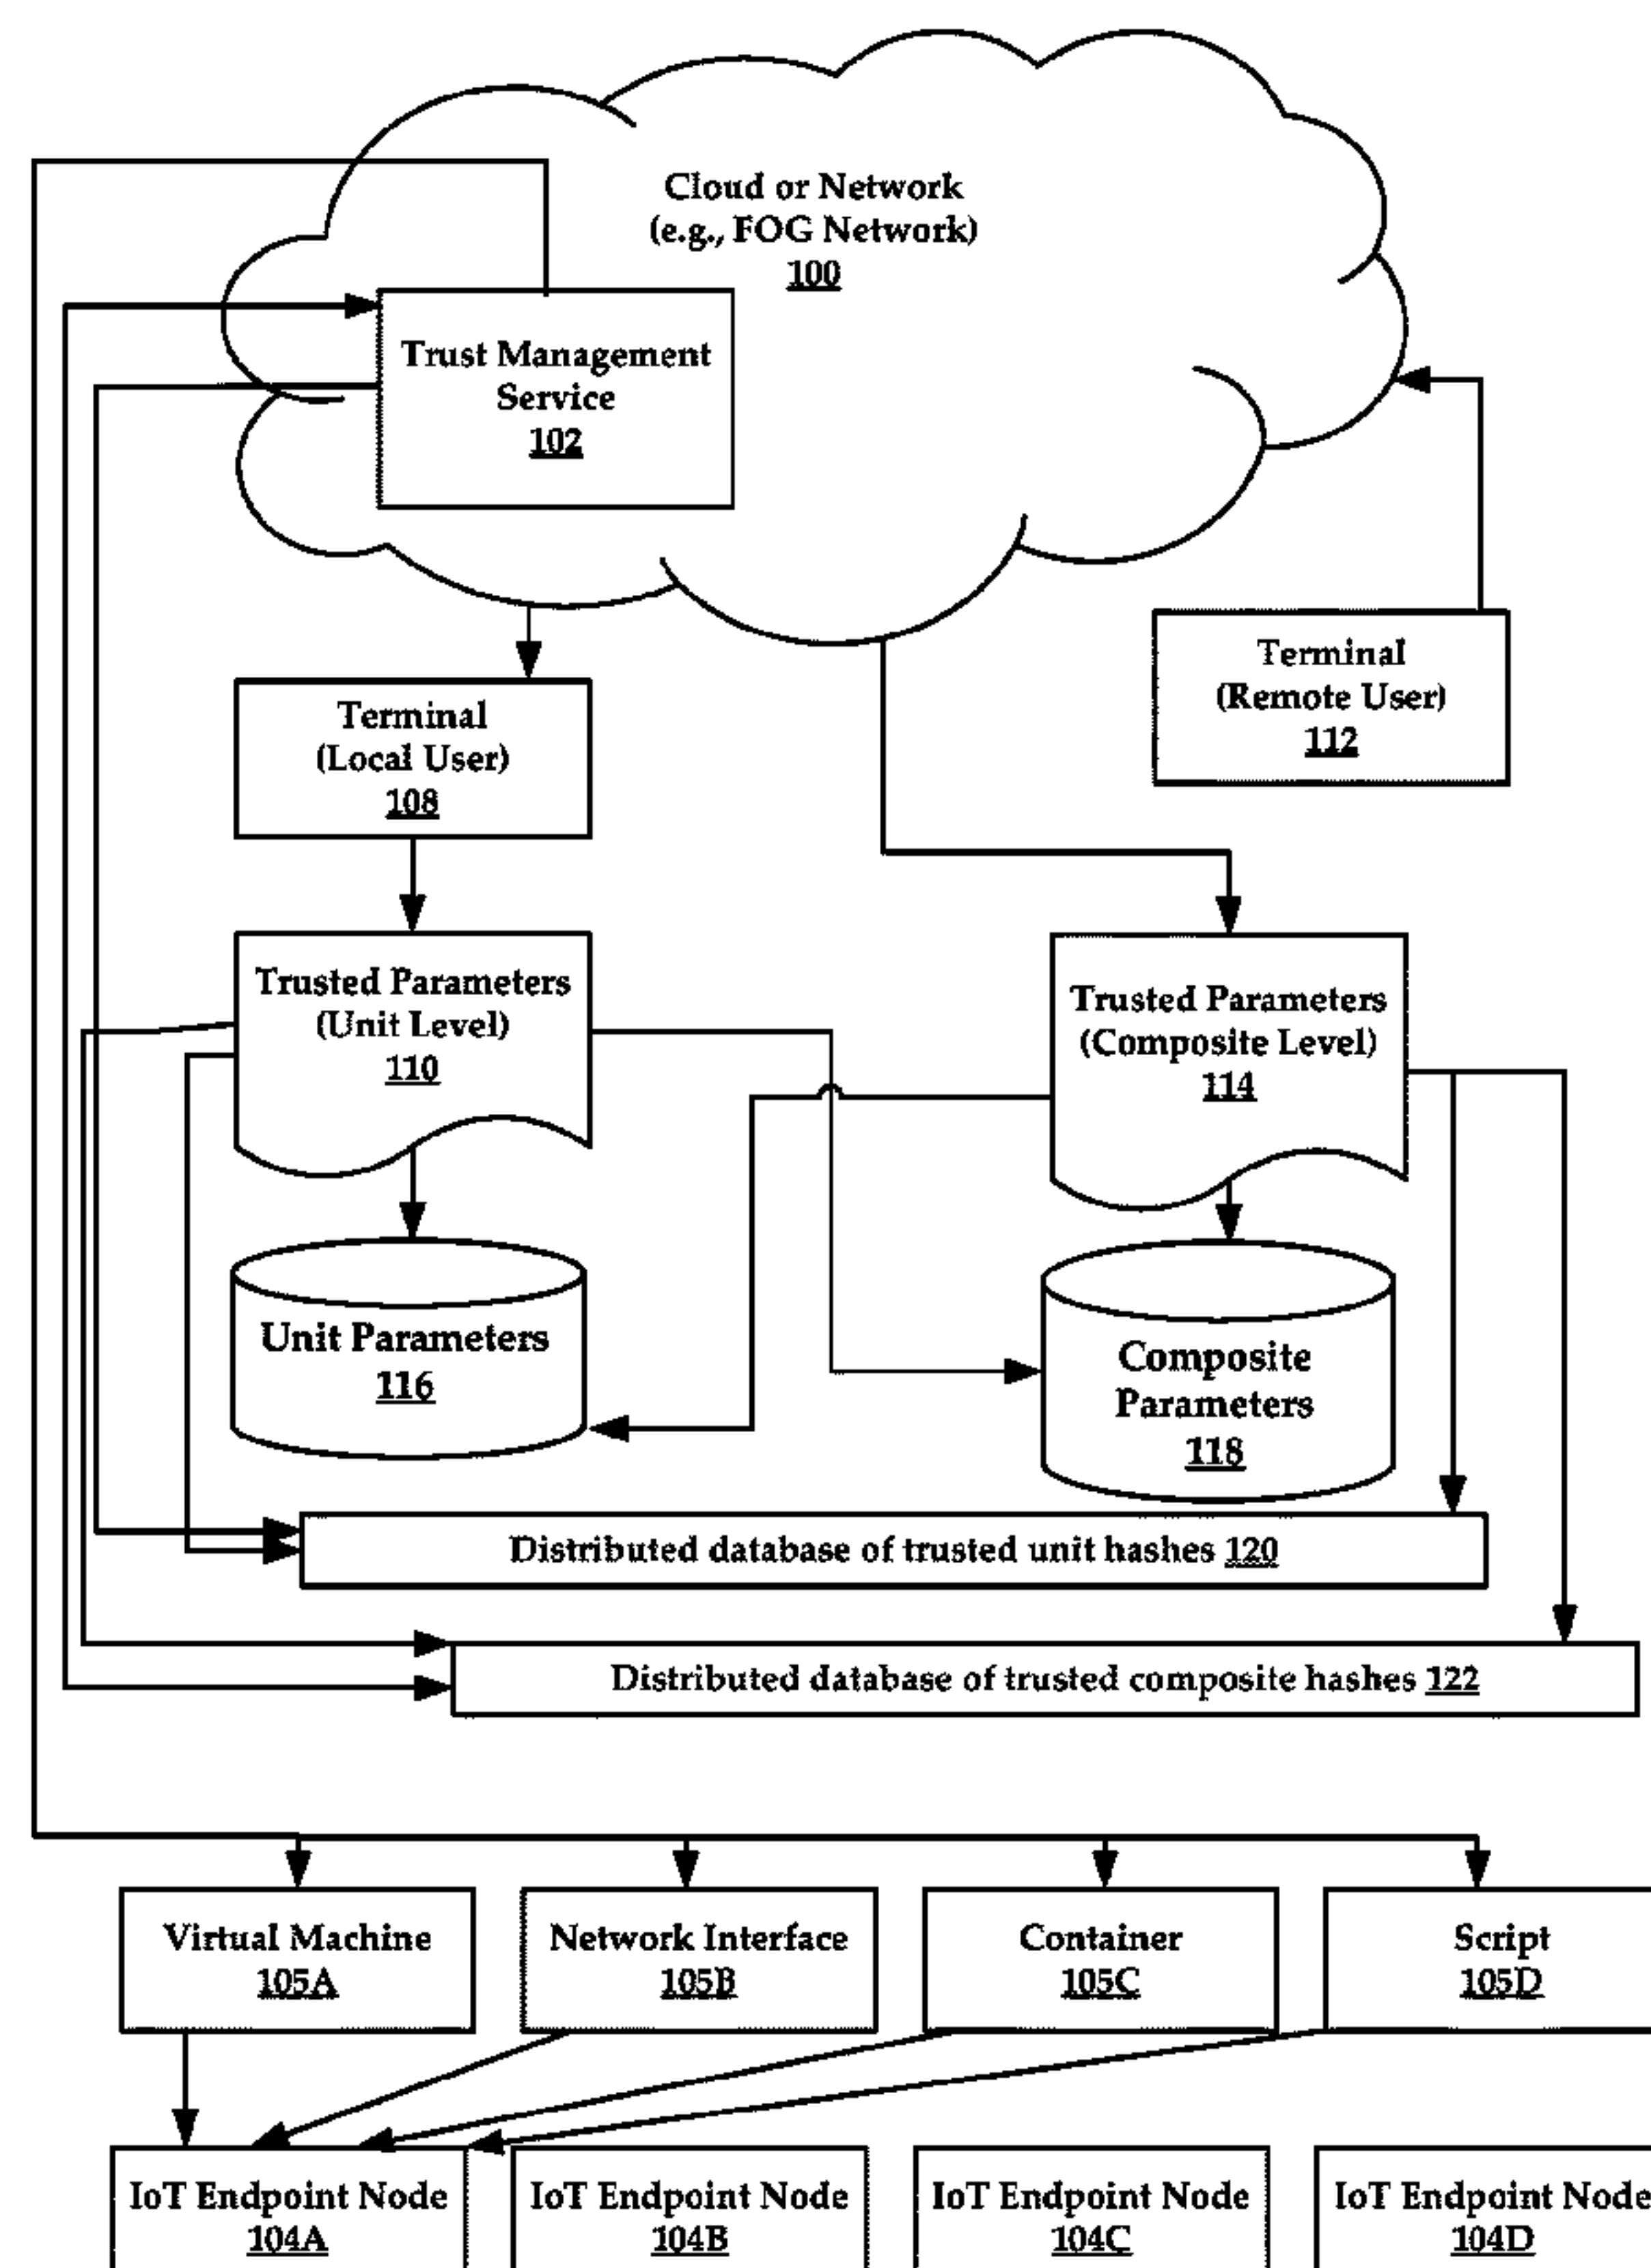 Cloud or Network
(e.g., FOG Network)
100
Trust Management
Service
102
Terminal
(Remote User)
112
Terminal
(Local User)
108
Trusted Parameters
(Unit Level)
110
Trusted Parameters
(Composite Level)
114
Unit Parameters
116
Composite
Parameters
118
Distributed database of trusted unit hashes 120
Distributed database of trusted composite hashes 122
Virtual Machine
105A
Network Interface
105B
Container
105C
Script
105D
IoT Endpoint Node
104A
IoT Endpoint Node
104B
IoT Endpoint Node
104C
IoT Endpoint Node
104D